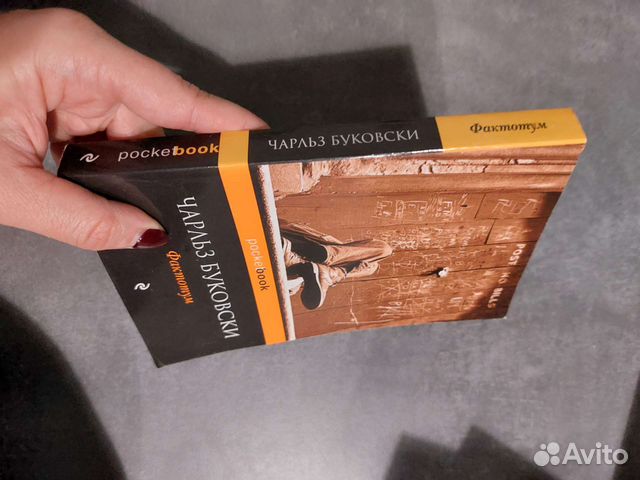 pocketbook
ЧАРЛЬЗ БУКОВСКИ
Фактотум
ЧАРЛЬЗ БУКОВСКИ
Фактотум
pocketbook
POST NO BILLS
Avito